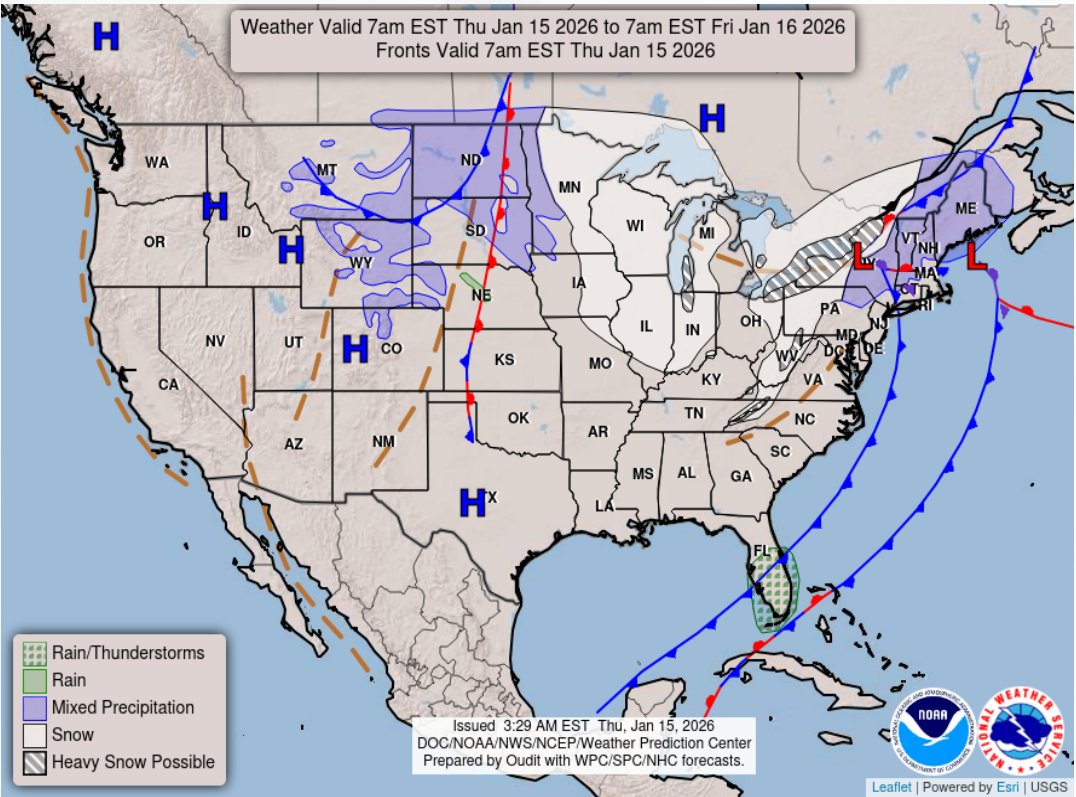 Weather Valid 7am EST Thu Jan 15 2026 to 7am EST Fri Jan 16 2026
Fronts Valid 7am EST Thu Jan 15 2026
H
H
WA
MT
ND
MN
ME
H
ID
OR
SD
WI
MI
VT
NH
H
WY
L
L
MA
NE
IA
CT
RI
PA
NJ
NV
UT
H
CO
IL
IN
OH
MD
DC
DE
CA
KS
MO
WV
KY
VA
AZ
NM
OK
AR
TN
NC
SC
H
TX
MS
AL
GA
LA
FL
Rain/Thunderstorms
Rain
Mixed Precipitation
Snow
Heavy Snow Possible
Issued 3:29 AM EST Thu, Jan 15, 2026
DOC/NOAA/NWS/NCEP/Weather Prediction Center
Prepared by Oudit with WPC/SPC/NHC forecasts.
NOAA
NATIONAL WEATHER SERVICE
Leaflet | Powered by Esri | USGS